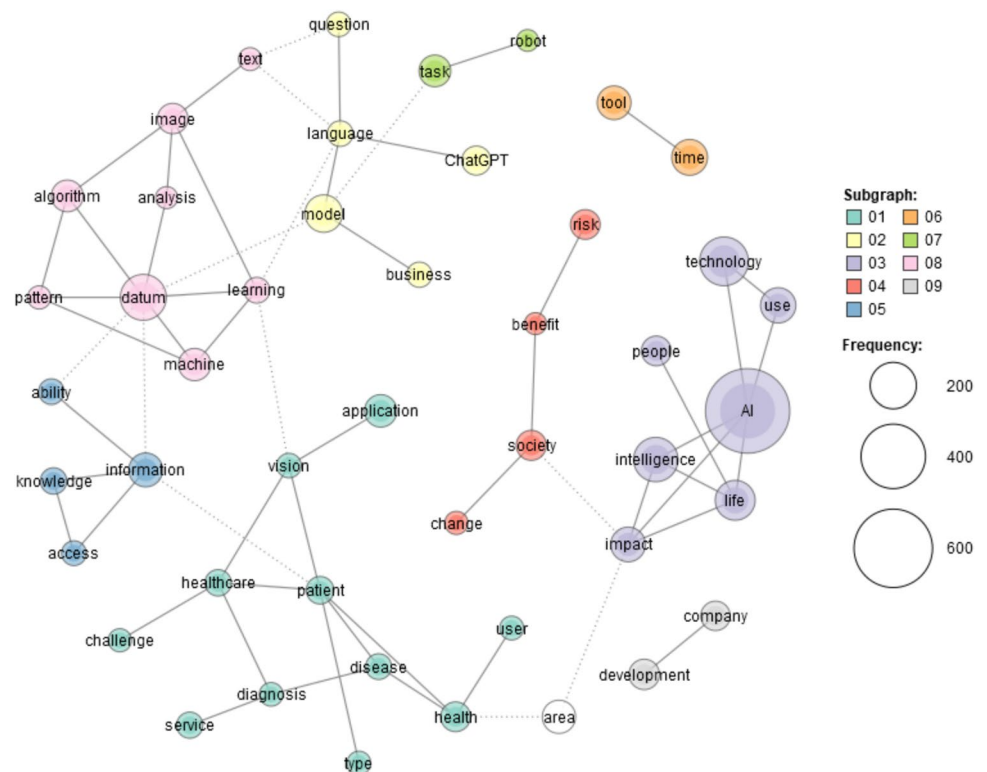 question
robot
text
task
tool
image
language
time
ChatGPT
algorithm
analysis
Subgraph:
model
risk
01 06
02 07
technology
03 08
business
04 09
learning
pattern
datum
use
05
benefit
Frequency:
people
machine
200
ability
application
AI
society
400
vision
intelligence
information
knowledge
life
change
impact
600
access
healthcare
patient
company
user
challenge
disease
development
diagnosis
health
area
service
type